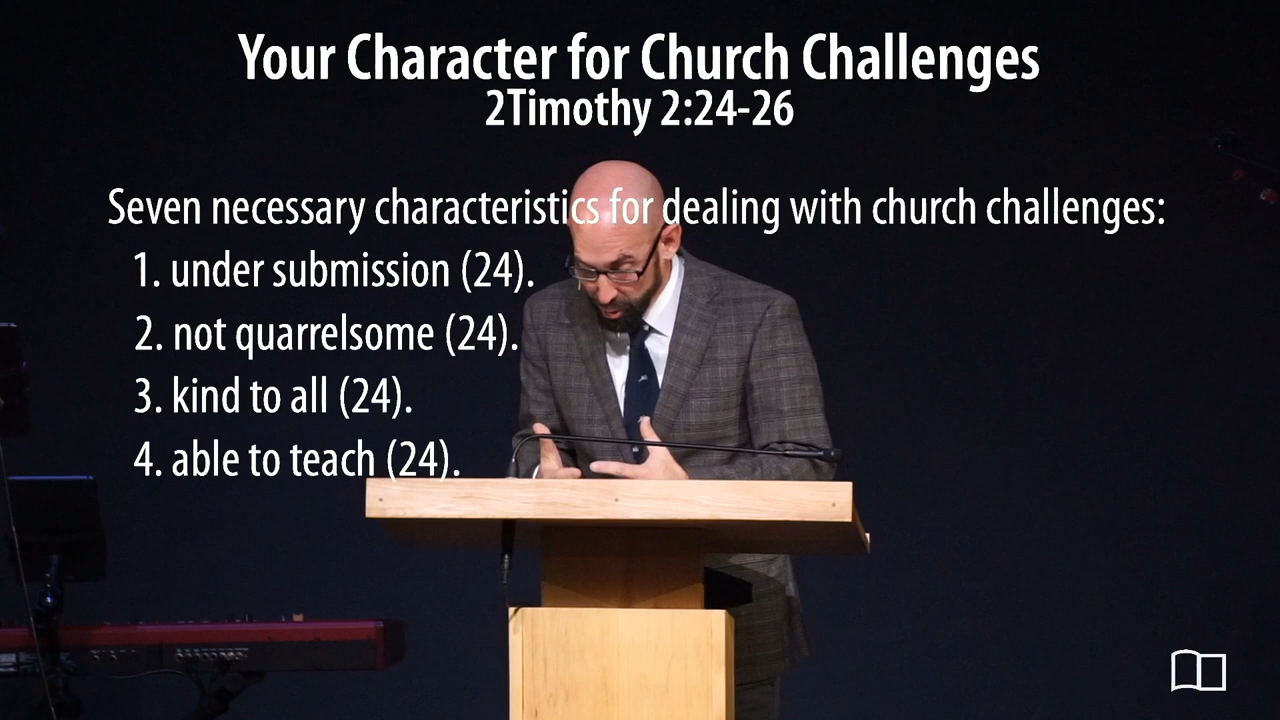 Your Character for Church Challenges
2Timothy 2:24-26
Seven necessary characteristics for dealing with church challenges:
1. under submission (24).
2. not quarrelsome (24).
3. kind to all (24).
4. able to teach (24).